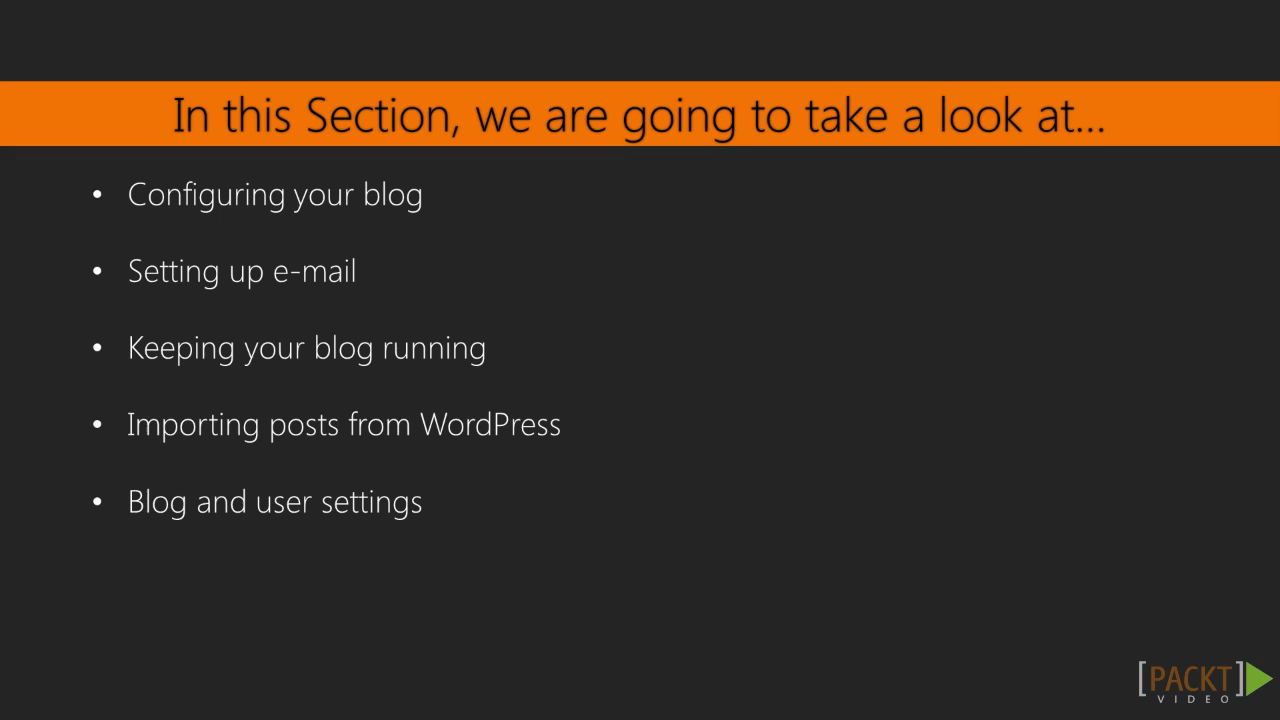 In this Section, we are going to take a look at...
• Configuring your blog
• Setting up e-mail
• Keeping your blog running
• Importing posts from WordPress
• Blog and user settings
[PACKT]
VIDEO